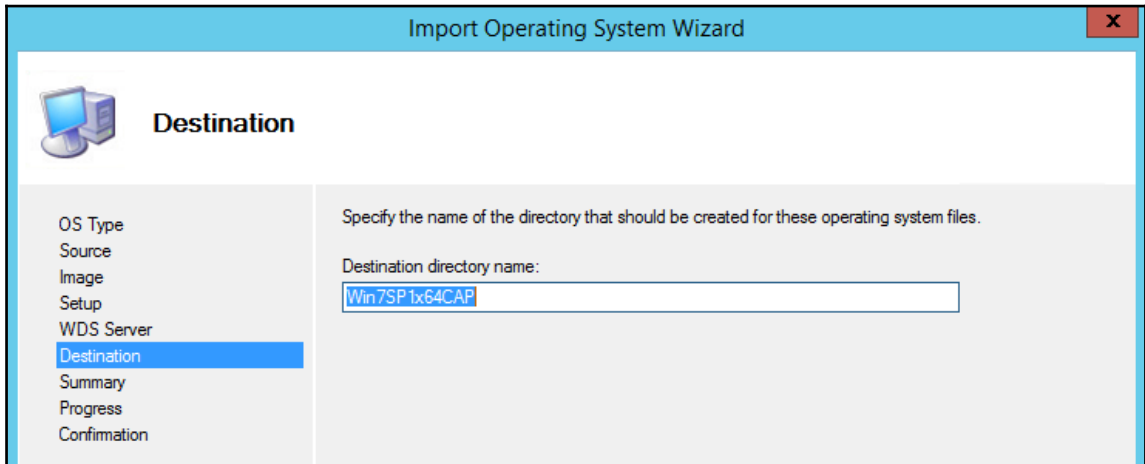 Import Operating System Wizard
x
Destination
OS Type
Source
Image
Setup
WDS Server
Destination
Summary
Progress
Confirmation
Specify the name of the directory that should be created for these operating system files.
Destination directory name:
Win7SP1x64CAP